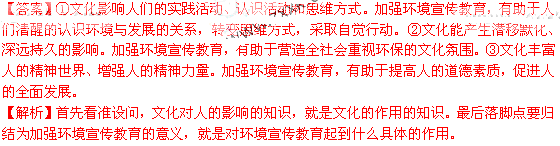 【答案】①文化影响人们的实践活动、认识活动和思维方式。加强环境宣传教育，有助于人
们清醒的认识环境与发展的关系，转变思维方式，采取自觉行动。②文化能产生潜移默化、
深远持久的影响。加强环境宣传教育，有助于营造全社会重视环保的文化氛围。③文化丰富
人的精神世界、增强人的精神力量。加强环境宣传教育，有助于提高人的道德素质，促进人
的全面发展。
【解析】首先看准设问，文化对人的影响的知识，就是文化的作用的知识。最后落脚点要归
结为加强环境宣传教育的意义，就是对环境宣传教育起到什么具体的作用。